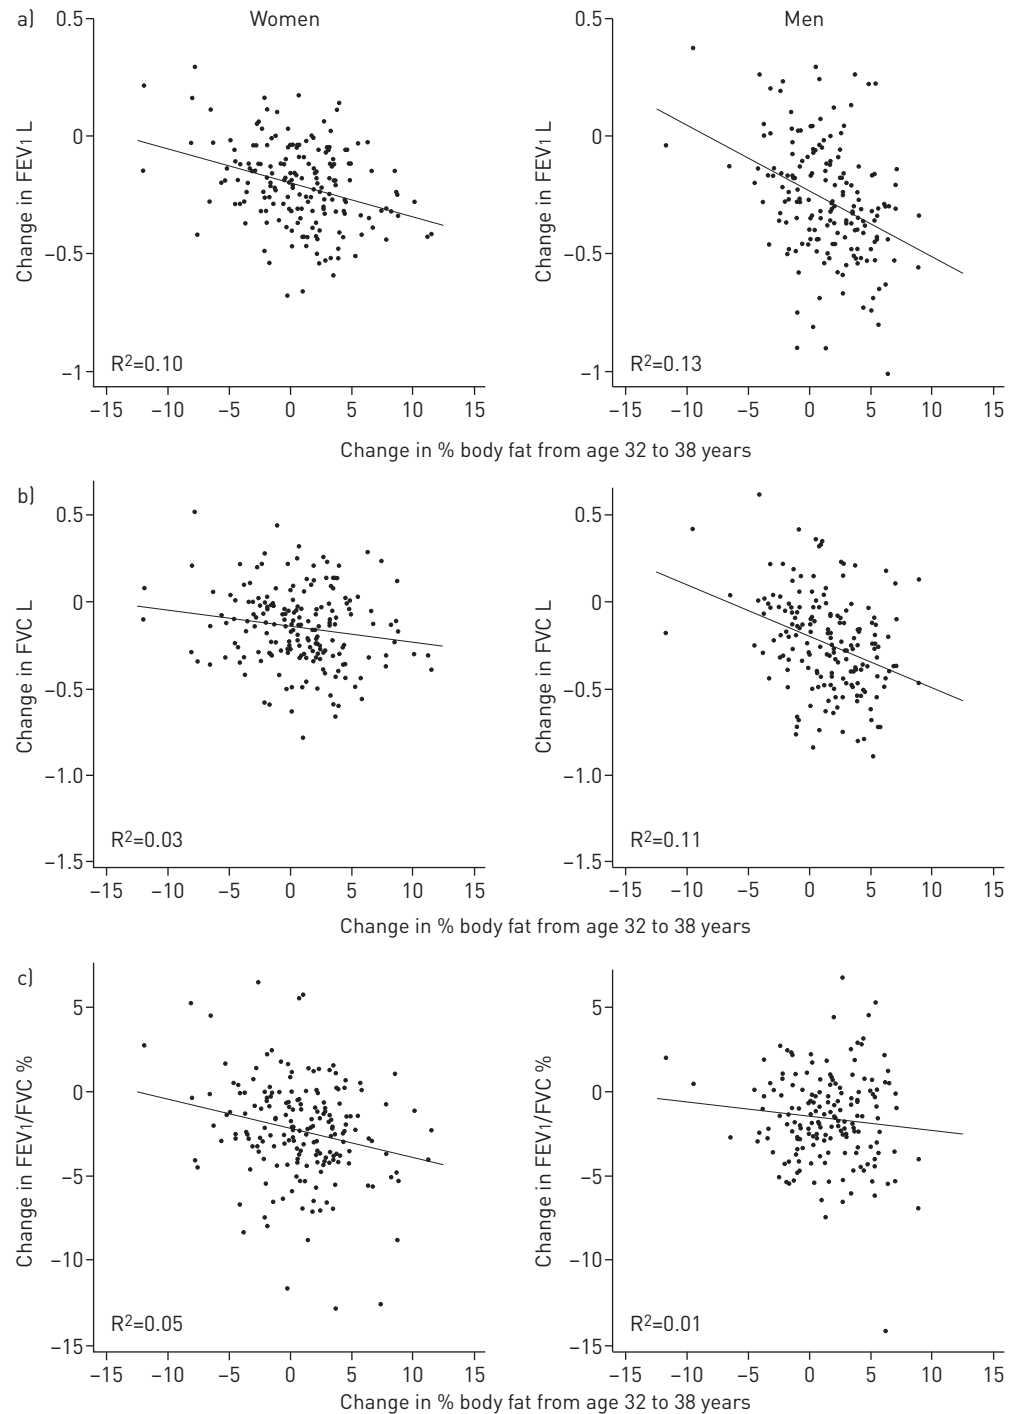 a)
Women
Men
Change in FEV1 L
0.5
0
−0.5
−1
R2=0.10
−15 −10 −5 0 5 10 15
Change in FEV1 L
0.5
0
−0.5
−1
R2=0.13
−15 −10 −5 0 5 10 15
Change in % body fat from age 32 to 38 years
b)
Change in FVC L
0.5
0
−0.5
−1.0
−1.5
R2=0.03
−15 −10 −5 0 5 10 15
Change in FVC L
0.5
0
−0.5
−1.0
−1.5
R2=0.11
−15 −10 −5 0 5 10 15
Change in % body fat from age 32 to 38 years
c)
Change in FEV1/FVC %
5
0
−5
−10
−15
R2=0.05
−15 −10 −5 0 5 10 15
Change in FEV1/FVC %
5
0
−5
−10
−15
R2=0.01
−15 −10 −5 0 5 10 15
Change in % body fat from age 32 to 38 years